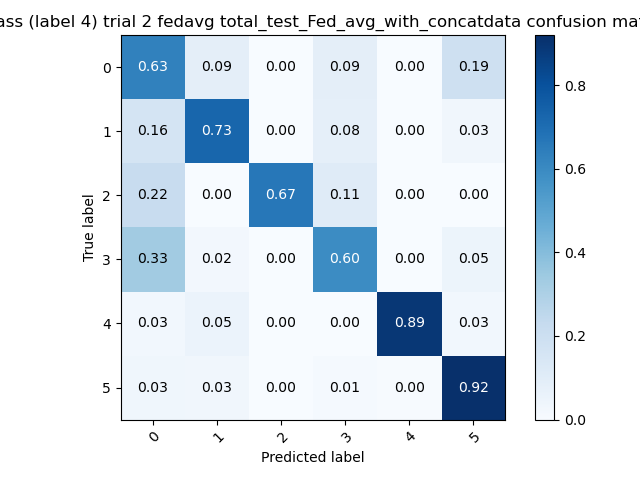 ass (label 4) trial 2 fedavg total_test_Fed_avg_with_concatdata confusion mat
0 0.63 0.09 0.00 0.09 0.00 0.19
1 0.16 0.73 0.00 0.08 0.00 0.03
2 0.22 0.00 0.67 0.11 0.00 0.00
3 0.33 0.02 0.00 0.60 0.00 0.05
4 0.03 0.05 0.00 0.00 0.89 0.03
5 0.03 0.03 0.00 0.01 0.00 0.92
0 1 2 3 4 5
True label
Predicted label
0.8
0.6
0.4
0.2
0.0